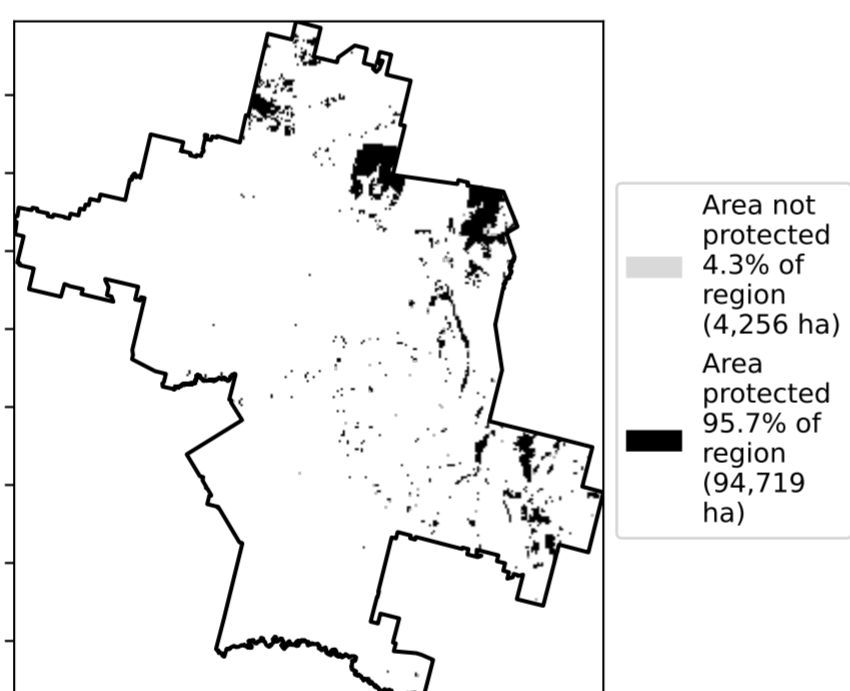 Area not
protected
4.3% of
region
(4,256 ha)
Area
protected
95.7% of
region
(94,719
ha)